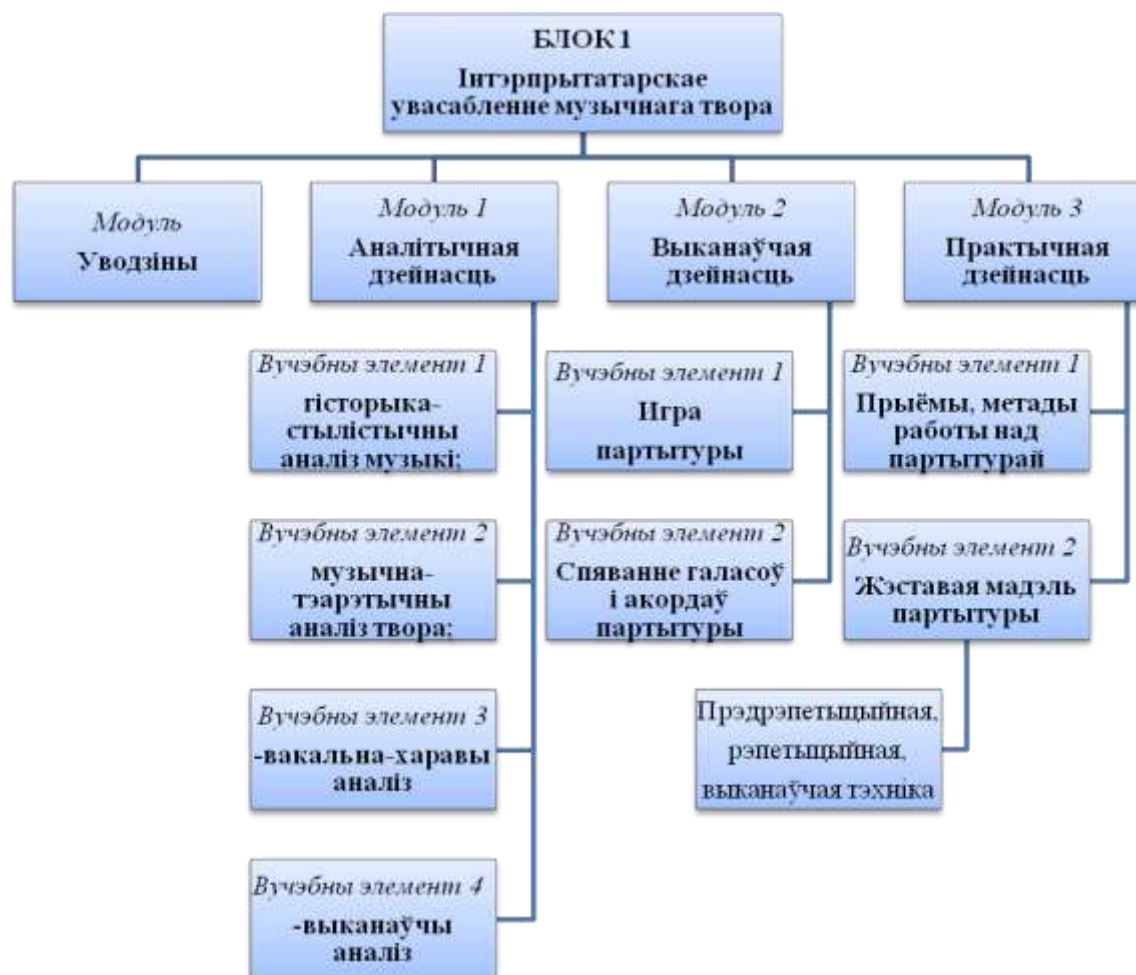 БЛОК 1
Інтэрпрытатарскае
увасабленне музычнага твора
Модуль
Уводзіны
Модуль 1
Аналітычная
дзейнасць
Модуль 2
Выканаўчая
дзейнасць
Модуль 3
Практычная
дзейнасць
Вучэбны элемент 1
гісторыка-
стылістычны
аналіз музыкі;
Вучэбны элемент 2
музычна-
тэарэтычны
аналіз твора;
Вучэбны элемент 3
-вакальна-харавы
аналіз
Вучэбны элемент 4
-выканаўчы
аналіз
Вучэбны элемент 1
Игра
партытуры
Вучэбны элемент 2
Спяванне галасоў
і акордаў
партытуры
Вучэбны элемент 1
Прыёмы, метады
работы над
партытурай
Вучэбны элемент 2
Жэставая мадэль
партытуры
Прэдрэпетыцыйная,
рэпетыцыйная,
выканаўчая тэхніка